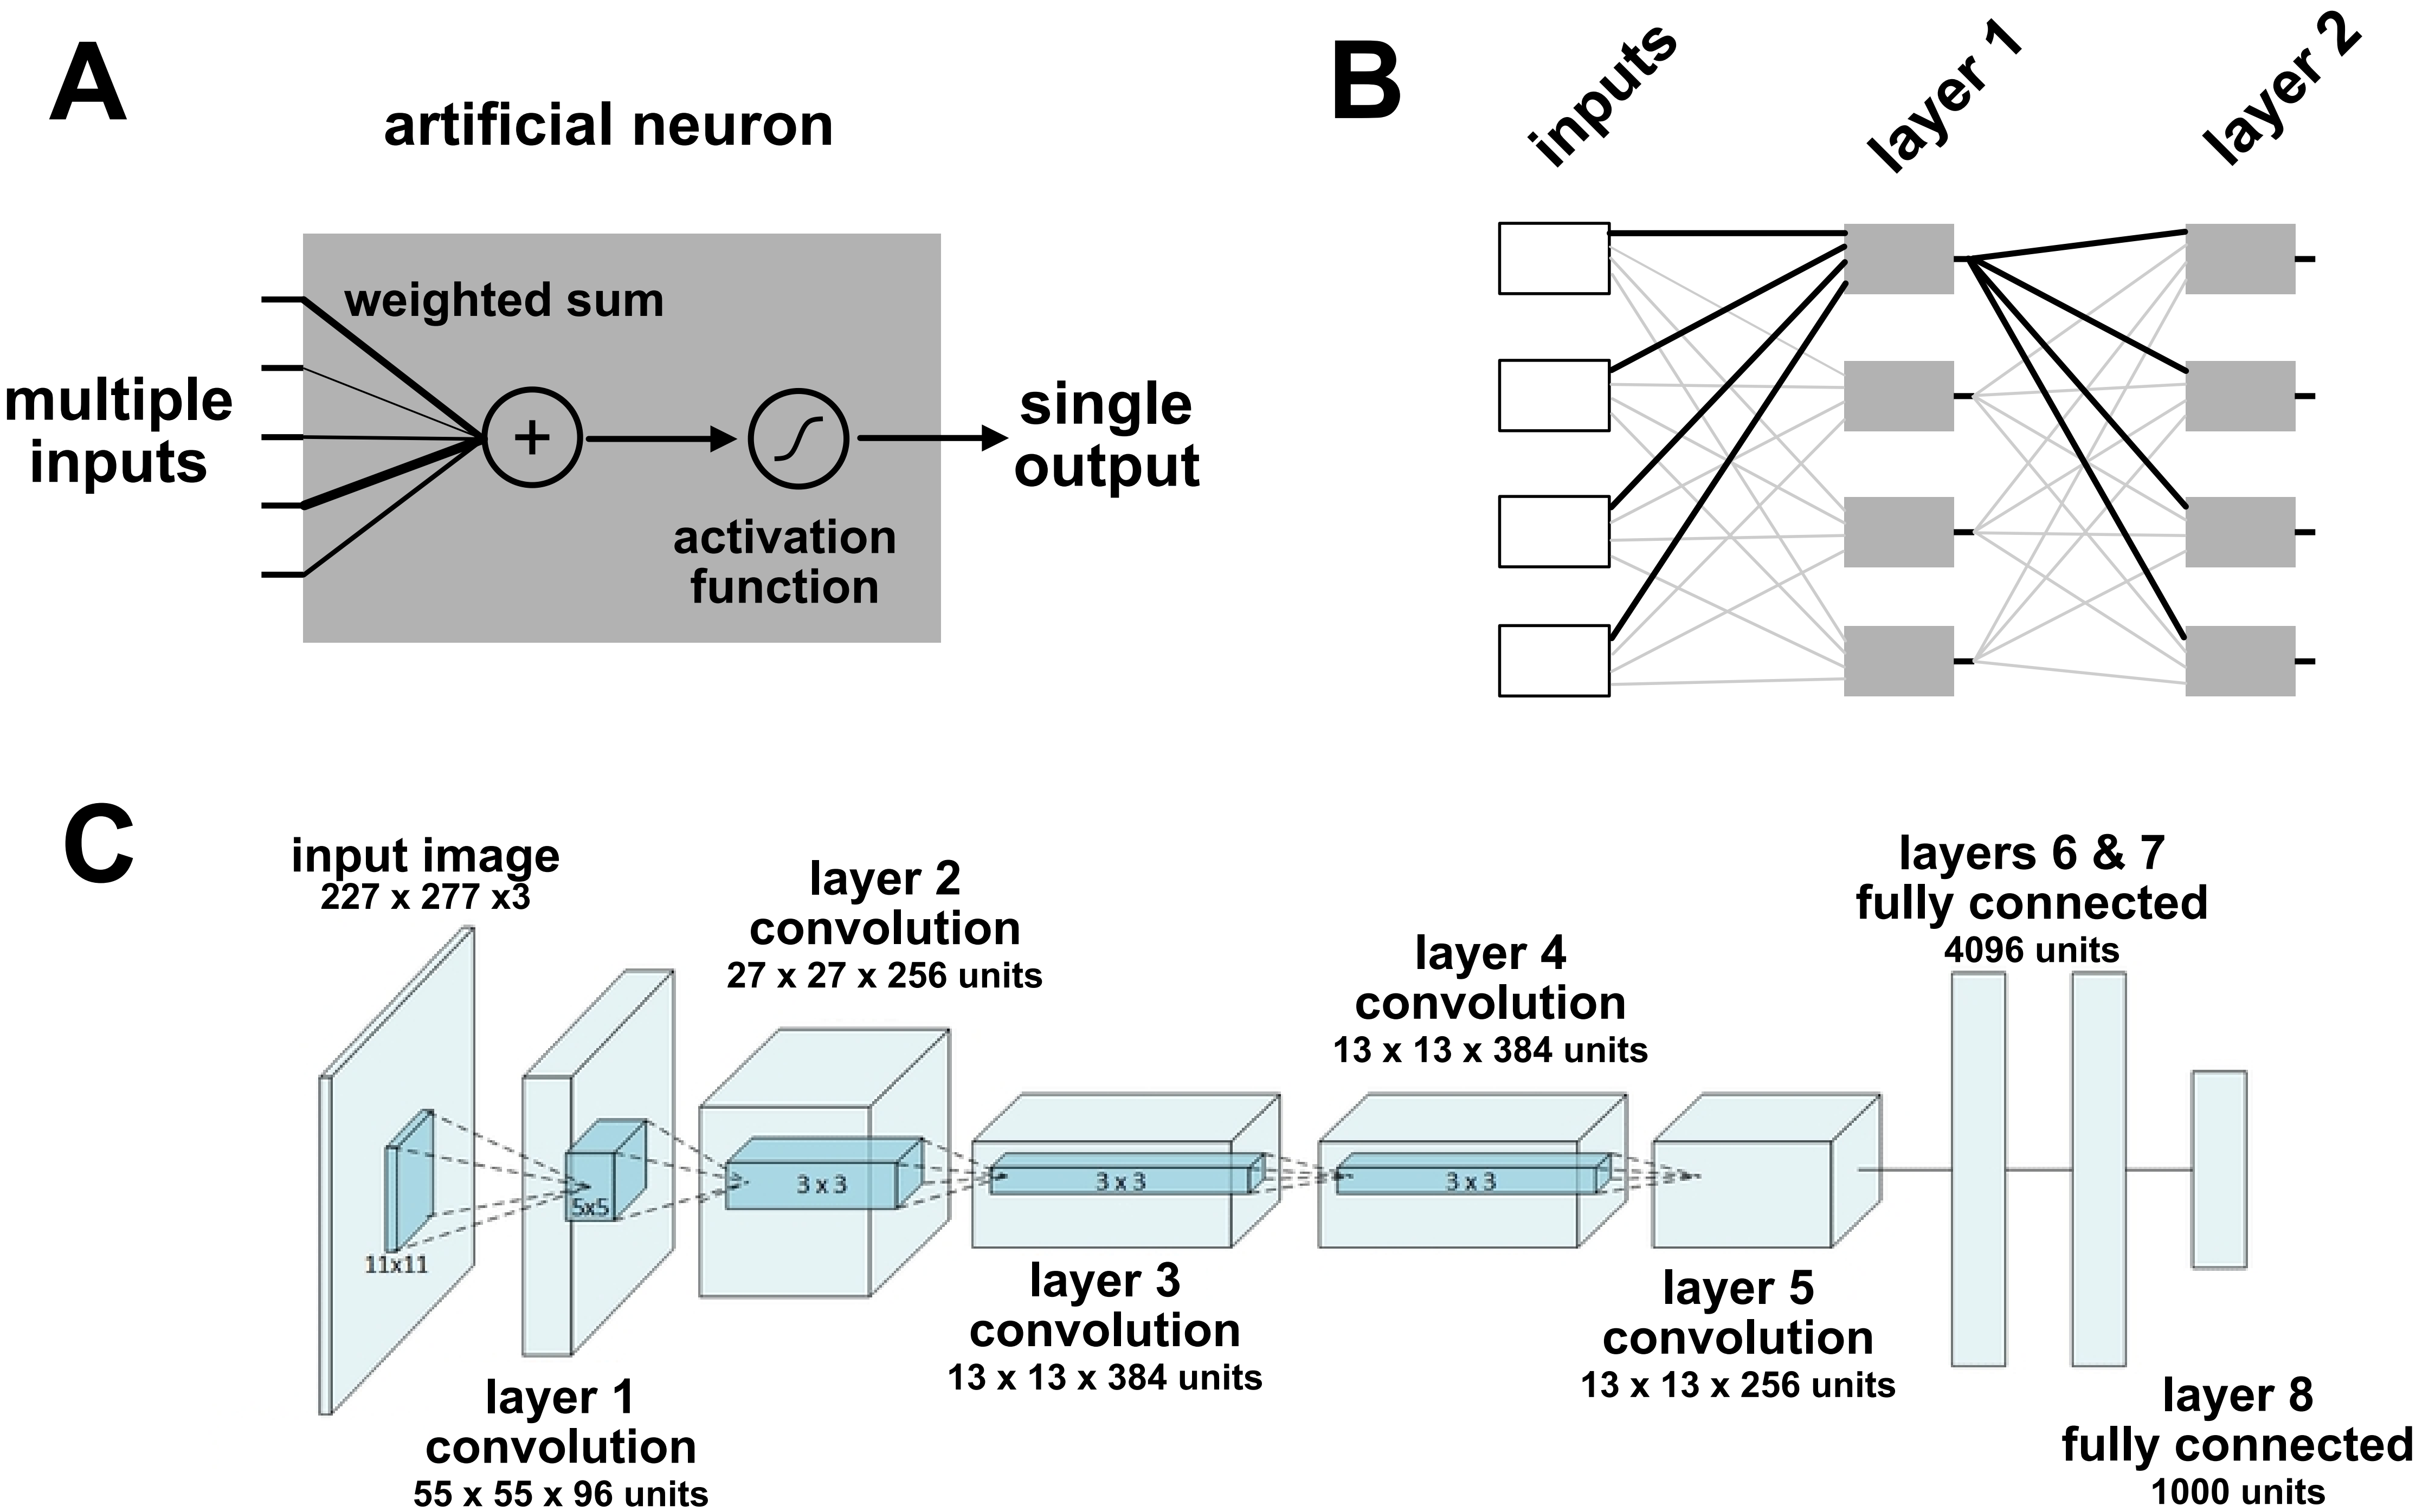 A
artificial neuron
weighted sum
multiple
inputs
+
single
output
activation
function
B
inputs
layer 1
layer 2
C
input image
227 x 277 x3
11x11
layer 1
convolution
55 x 55 x 96 units
5x5
layer 2
convolution
27 x 27 x 256 units
3 x 3
layer 3
convolution
13 x 13 x 384 units
3 x 3
layer 4
convolution
13 x 13 x 384 units
3 x 3
layer 5
convolution
13 x 13 x 256 units
layers 6 & 7
fully connected
4096 units
layer 8
fully connected
1000 units